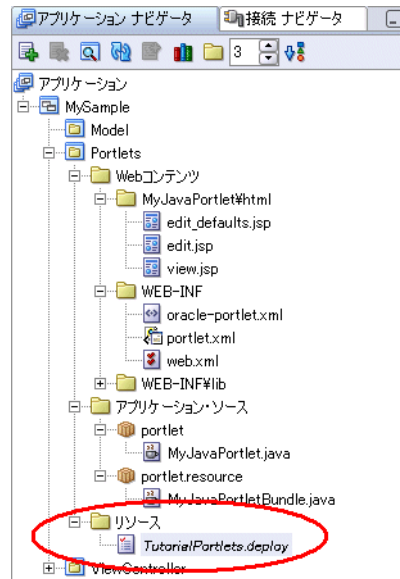 アプリケーション ナビゲータ 接続 ナビゲータ
3
アプリケーション
MySample
Model
Portlets
Webコンテンツ
MyJavaPortlet¥html
edit_defaults.jsp
edit.jsp
view.jsp
WEB-INF
oracle-portlet.xml
portlet.xml
web.xml
WEB-INF¥lib
アプリケーション・ソース
portlet
MyJavaPortlet.java
portlet.resource
MyJavaPortletBundle.java
リソース
TutorialPortlets.deploy
ViewController